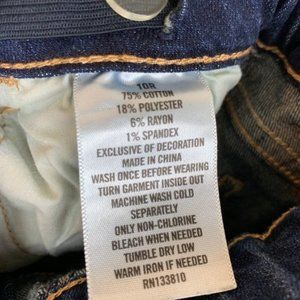 10R
75% COTTON
18% POLYESTER
6% RAYON
1% SPANDEX
EXCLUSIVE OF DECORATION
MADE IN CHINA
WASH ONCE BEFORE WEARING
TURN GARMENT INSIDE OUT
MACHINE WASH COLD
SEPARATELY
ONLY NON-CHLORINE
BLEACH WHEN NEEDED
TUMBLE DRY LOW
WARM IRON IF NEEDED
RN133810